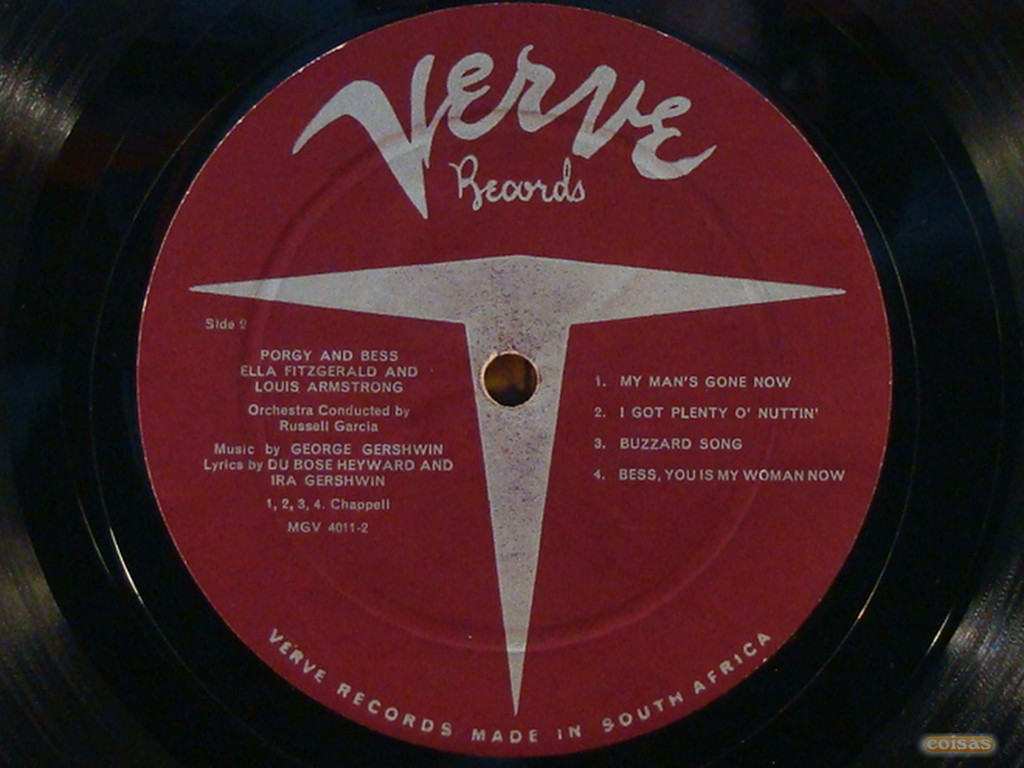 Verve
Records
Side 2
PORGY AND BESS
ELLA FITZGERALD AND
LOUIS ARMSTRONG
Orchestra Conducted by
Russell Garcia
Music by GEORGE GERSHWIN
Lyrics by DU BOSE HEYWARD AND
IRA GERSHWIN
1, 2, 3, 4. Chappell
MGV 4011-2
1. MY MAN'S GONE NOW
2. I GOT PLENTY O' NUTTIN'
3. BUZZARD SONG
4. BESS, YOU IS MY WOMAN NOW
VERVE RECORDS MADE IN SOUTH AFRICA
coisas